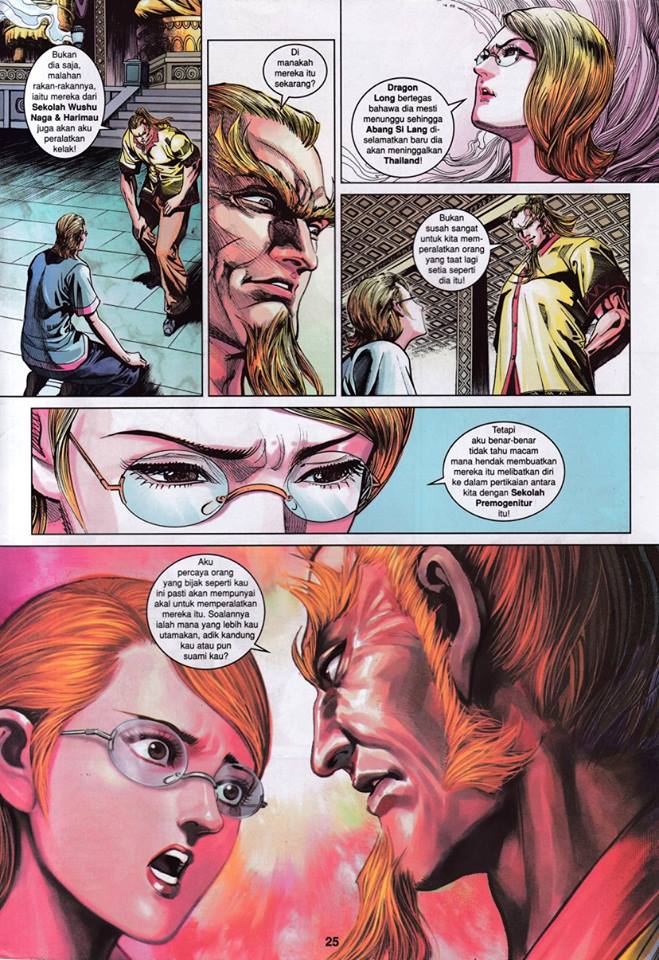 Bukan
dia saja,
malahan
rakan-rakannya,
iaitu mereka dari
Sekolah Wushu
Naga & Harimau
juga akan aku
peralatkan
kelak!
Di
manakah
mereka itu
sekarang?
Dragon
Long bertegas
bahawa dia mesti
menunggu sehingga
Abang Si Lang di-
selamatkan baru dia
akan meninggalkan
Thailand!
Bukan
susah sangat
untuk kita mem-
peralatkan orang
yang taat lagi
setia seperti
dia itu!
Tetapi
aku benar-benar
tidak tahu macam
mana hendak membuatkan
mereka itu melibatkan diri
ke dalam pertikaian antara
kita dengan Sekolah
Premogenitur
itu!
Aku
percaya orang
yang bijak seperti kau
ini pasti akan mempunyai
akal untuk memperalatkan
mereka itu. Soalannya
ialah mana yang lebih kau
utamakan, adik kandung
kau atau pun
suami kau?
25